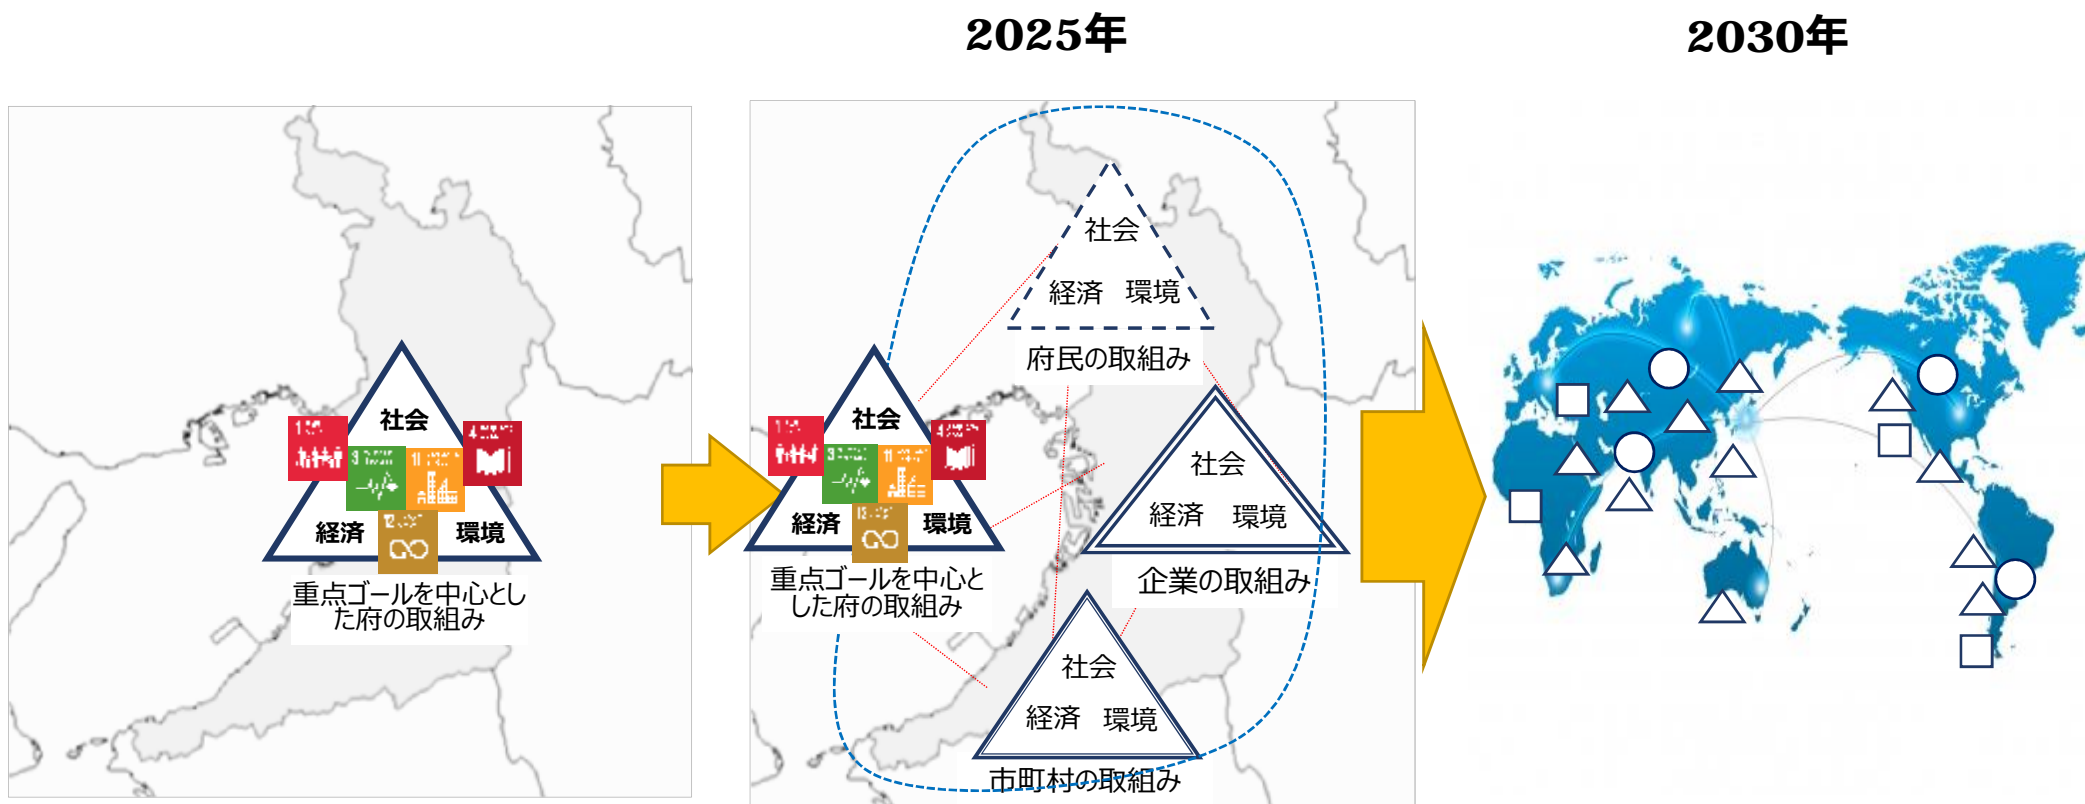 2025年
2030年
社会
経済
環境
重点ゴールを中心とし
た府の取組み
社会
経済 環境
府民の取組み
社会
経済
環境
重点ゴールを中心と
した府の取組み
社会
経済 環境
企業の取組み
社会
経済 環境
市町村の取組み